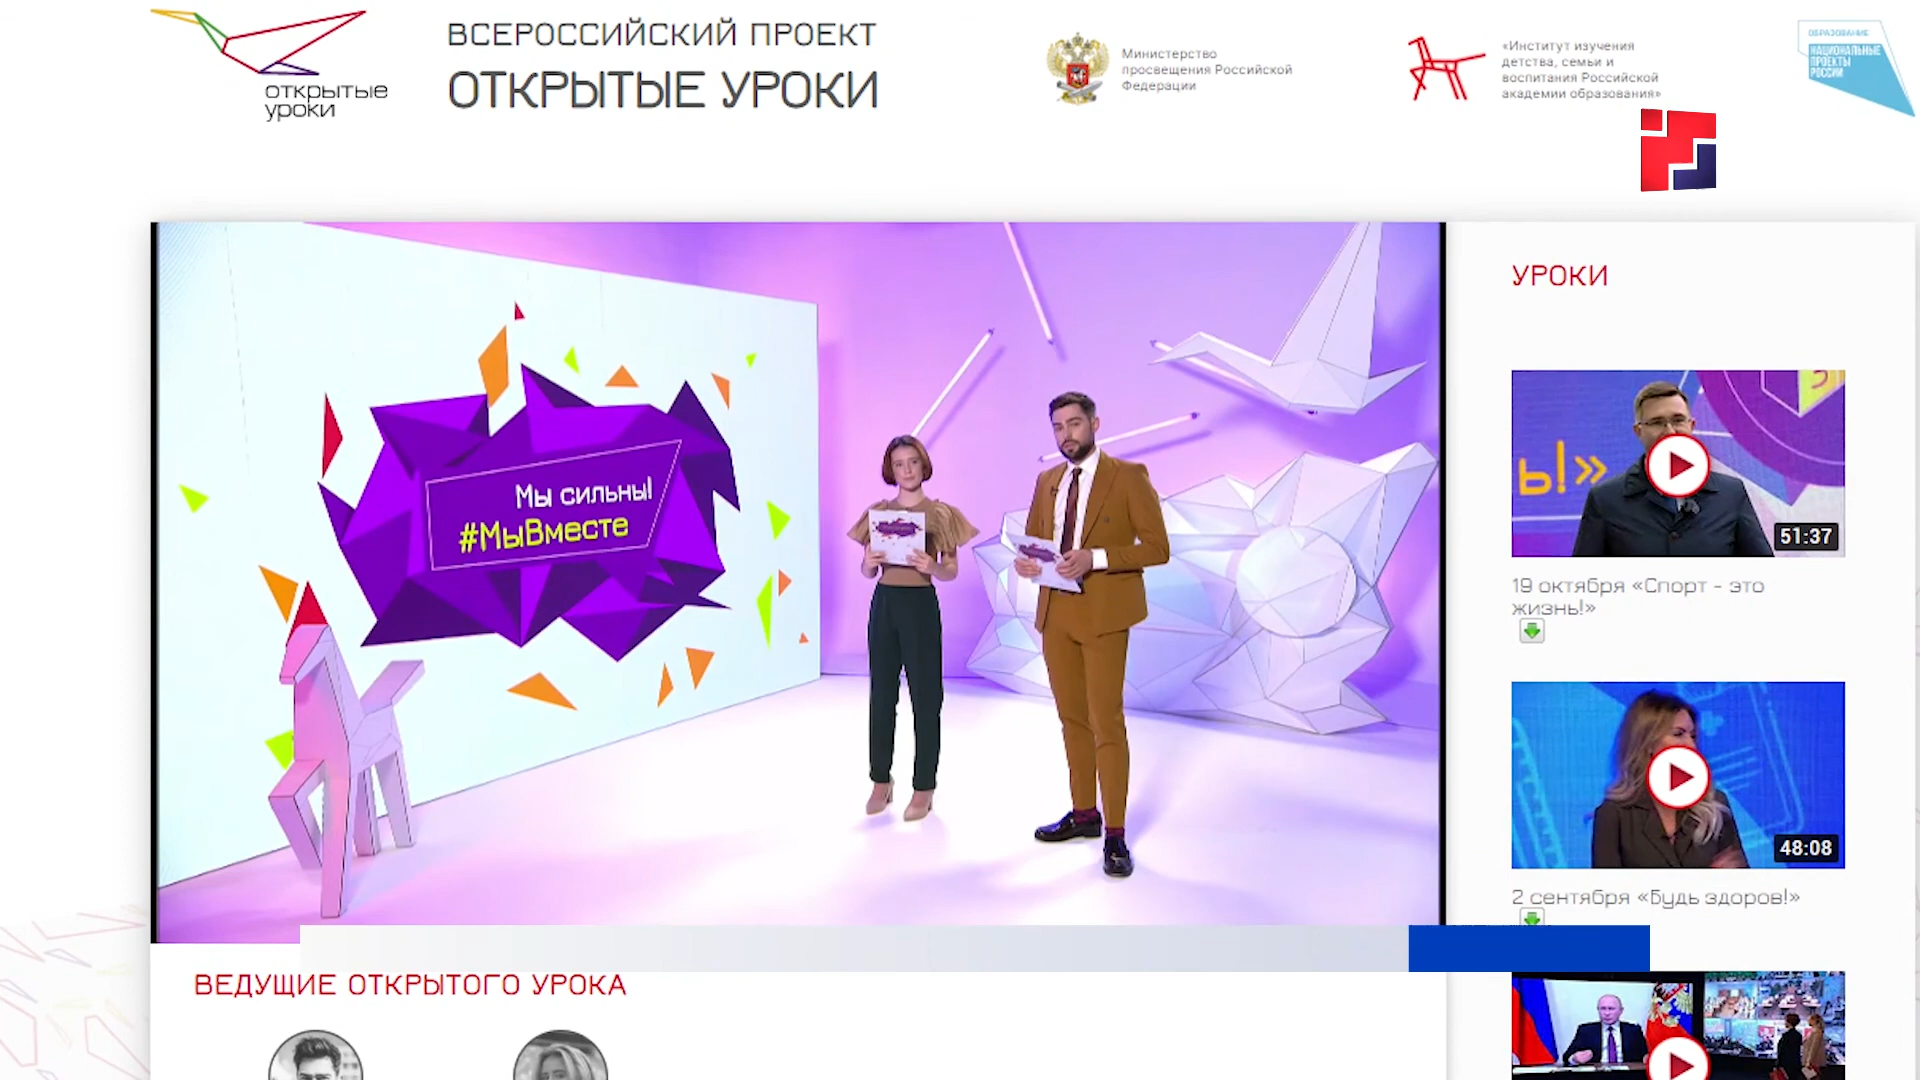 открытые
уроки
ВСЕРОССИЙСКИЙ ПРОЕКТ
ОТКРЫТЫЕ УРОКИ
Министерство
просвещения Российской
Федерации
«Институт изучения
детства, семьи и
воспитания Российской
академии образования»
ОБРАЗОВАНИЕ
НАЦИОНАЛЬНЫЕ
ПРОЕКТЫ
РОССИИ
Мы сильны!
#МыВместе
УРОКИ
ы!»
51:37
19 октября «Спорт - это
жизнь!»
48:08
2 сентября «Будь здоров!»
ВЕДУЩИЕ ОТКРЫТОГО УРОКА